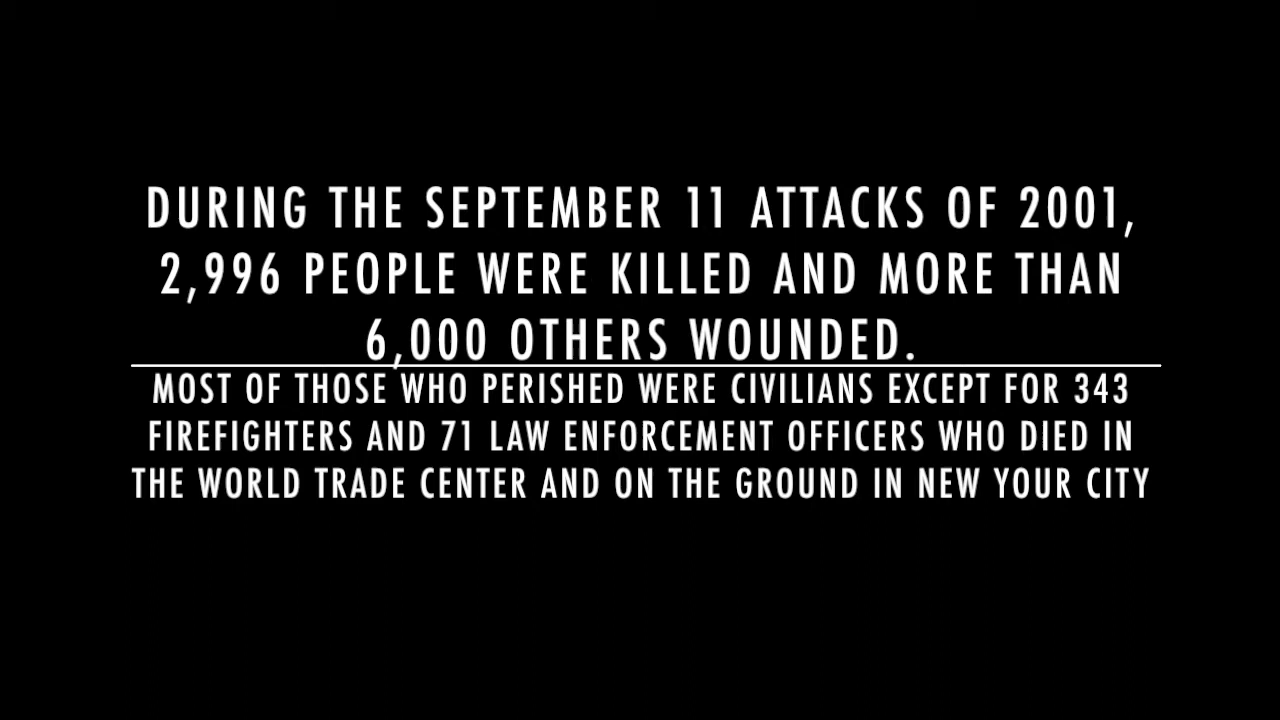 DURING THE SEPTEMBER 11 ATTACKS OF 2001,
2,996 PEOPLE WERE KILLED AND MORE THAN
6,000 OTHERS WOUNDED.
MOST OF THOSE WHO PERISHED WERE CIVILIANS EXCEPT FOR 343
FIREFIGHTERS AND 71 LAW ENFORCEMENT OFFICERS WHO DIED IN
THE WORLD TRADE CENTER AND ON THE GROUND IN NEW YOUR CITY